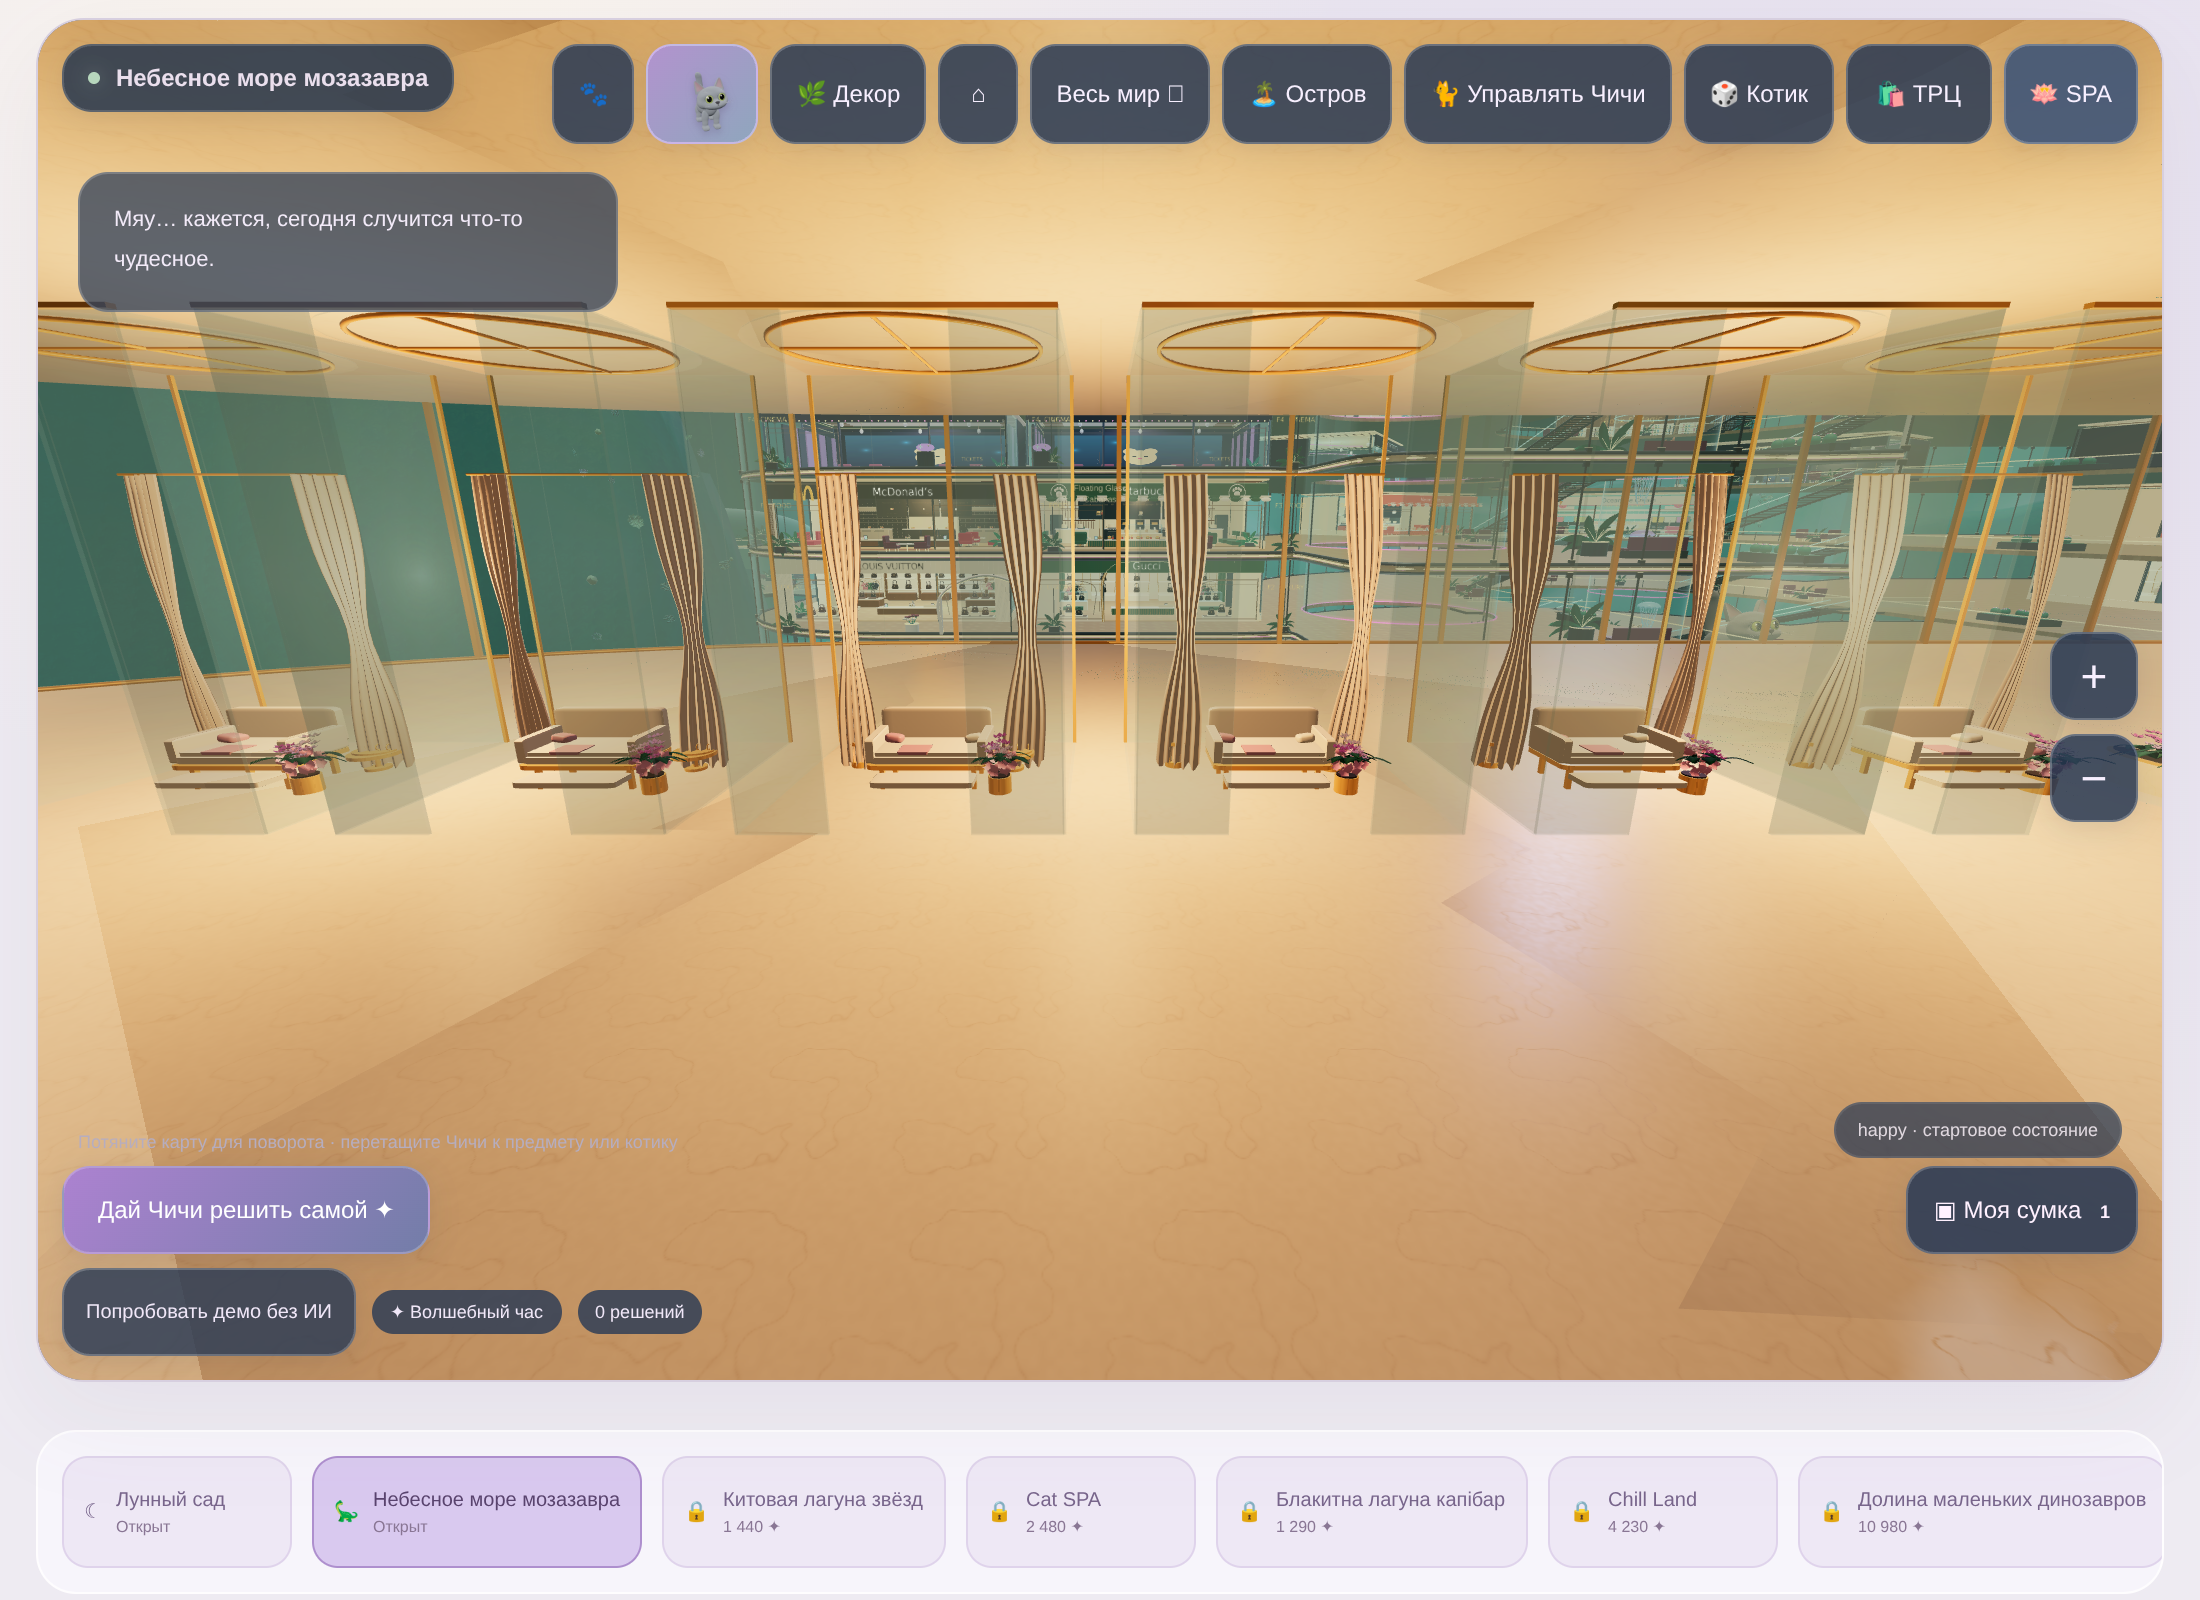 Небесное море мозазавра
🌿 Декор
Весь мир
🏝️ Остров
🐈 Управлять Чичи
🎲 Котик
🛍️ ТРЦ
🪷 SPA
Мяу… кажется, сегодня случится что-то
чудесное.
McDonald's
Gucci
+
−
Потяните карту для поворота · перетащите Чичи к предмету или котику
happy · стартовое состояние
Дай Чичи решить самой ✦
▣ Моя сумка 1
Попробовать демо без ИИ
✦ Волшебный час
0 решений
Лунный сад
Открыт
Небесное море мозазавра
Открыт
Китовая лагуна звёзд
1 440 ✦
Cat SPA
2 480 ✦
Блакитна лагуна капібар
1 290 ✦
Chill Land
4 230 ✦
Долина маленьких динозавров
10 980 ✦